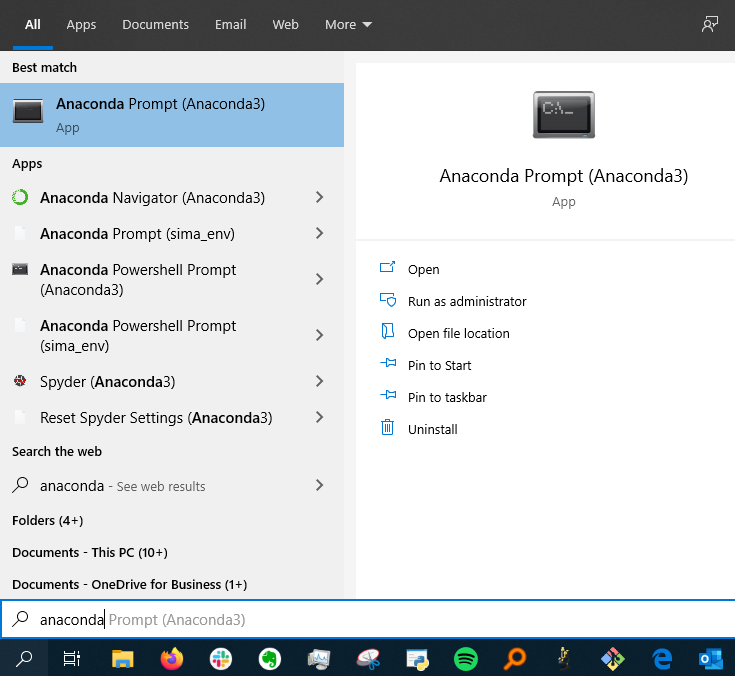 All Apps Documents Email Web More
Best match
Anaconda Prompt (Anaconda3)
App
Apps
Anaconda Navigator (Anaconda3)
Anaconda Prompt (sima_env)
Anaconda Powershell Prompt
(Anaconda3)
Anaconda Powershell Prompt
(sima_env)
Spyder (Anaconda3)
Reset Spyder Settings (Anaconda3)
Search the web
anaconda - See web results
Folders (4+)
Documents - This PC (10+)
Documents - OneDrive for Business (1+)
C:\_
Anaconda Prompt (Anaconda3)
App
Open
Run as administrator
Open file location
Pin to Start
Pin to taskbar
Uninstall
anaconda Prompt (Anaconda3)